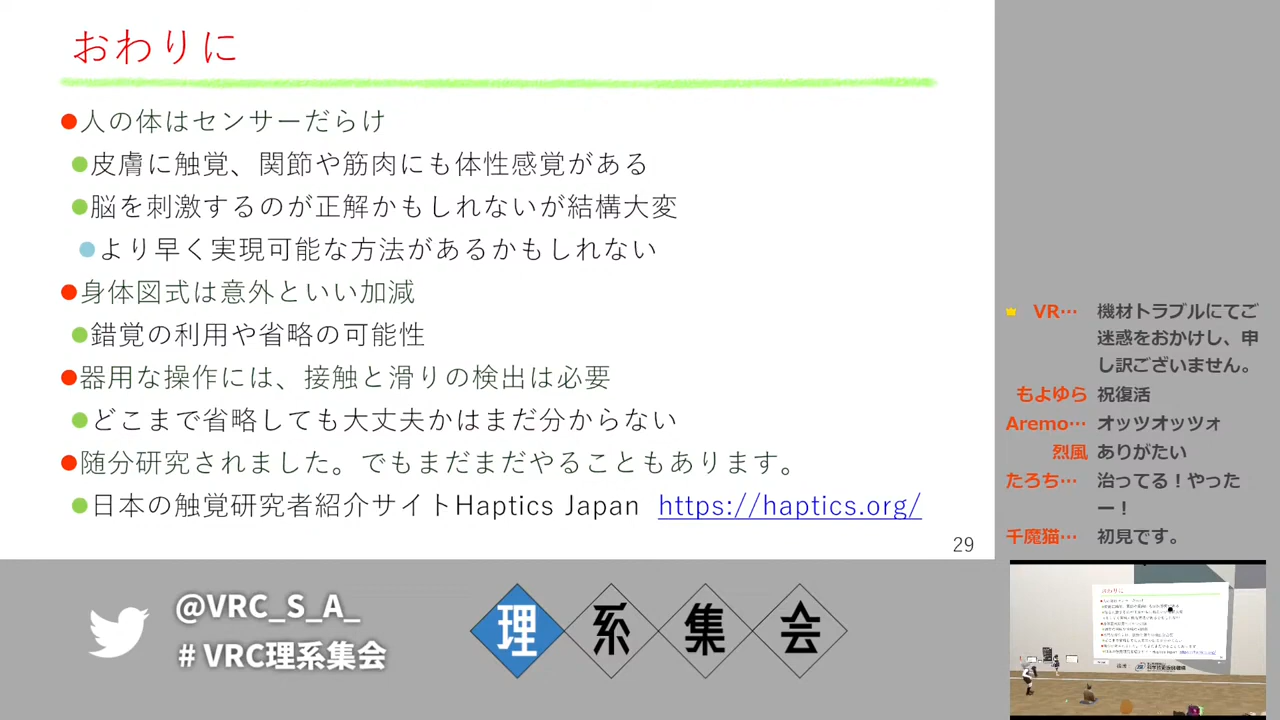 おわりに
人の体はセンサーだらけ
皮膚に触覚、関節や筋肉にも体性感覚がある
脳を刺激するのが正解かもしれないが結構大変
より早く実現可能な方法があるかもしれない
身体図式は意外といい加減
錯覚の利用や省略の可能性
器用な操作には、接触と滑りの検出は必要
どこまで省略しても大丈夫かはまだ分からない
随分研究されました。でもまだまだやることもあります。
日本の触覚研究者紹介サイトHaptics Japan https://haptics.org/
29
VR… 機材トラブルにてご
迷惑をおかけし、申
し訳ございません。
もよゆら 祝復活
Aremo… オッツオッツォ
烈風 ありがたい
たろち… 治ってる！やった
ー！
千魔猫… 初見です。
@VRC_S_A_
# VRC理系集会
理系集会
おわりに